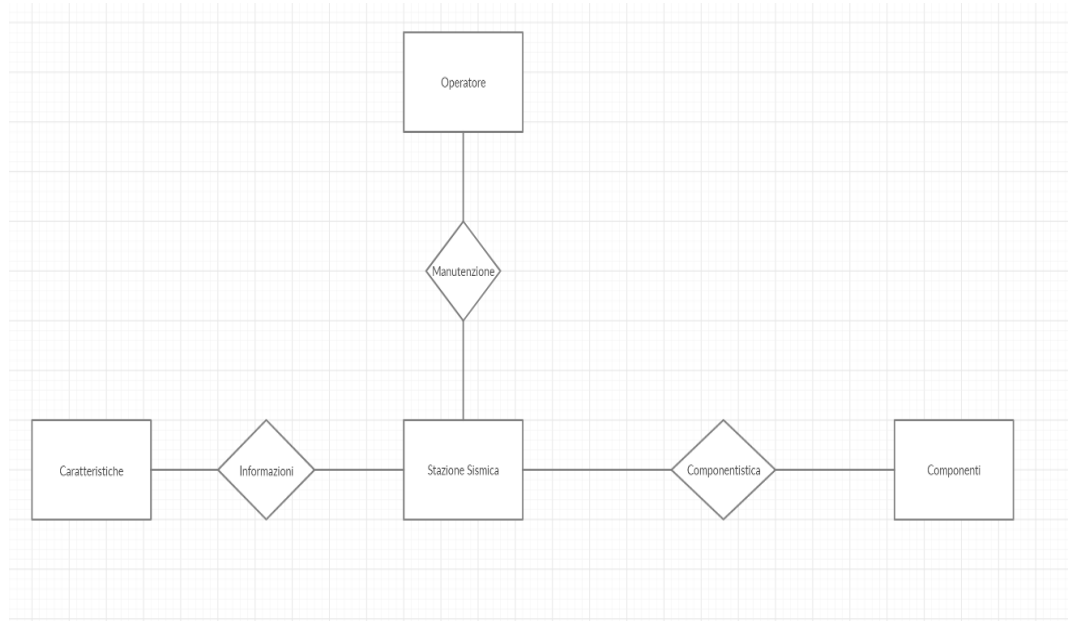 Operatore
Manutenzione
Caratteristiche
Informazioni
Stazione Sismica
Componentistica
Componenti